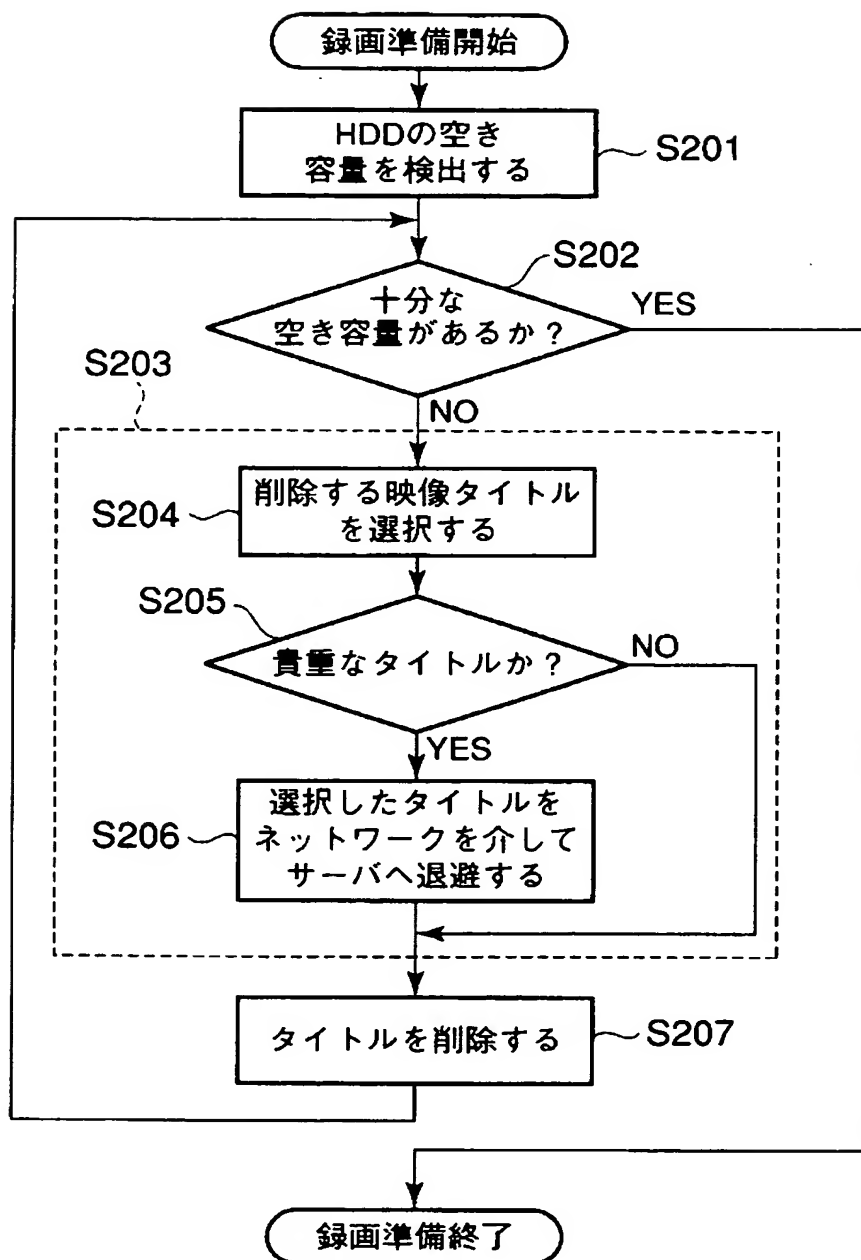 録画準備開始
HDDの空き
容量を検出する
S201
S202
十分な
空き容量があるか？
YES
S203
NO
S204
削除する映像タイトル
を選択する
S205
貴重なタイトルか？
NO
YES
S206
選択したタイトルを
ネットワークを介して
サーバへ退避する
タイトルを削除する
S207
録画準備終了